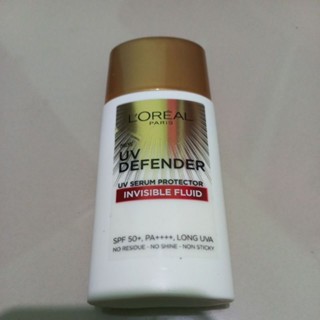 L'ORÉAL
PARIS
NEW
UV
DEFENDER
UV SERUM PROTECTOR
INVISIBLE FLUID
SPF 50+, PA++++, LONG UVA
NO RESIDUE - NO SHINE - NON STICKY